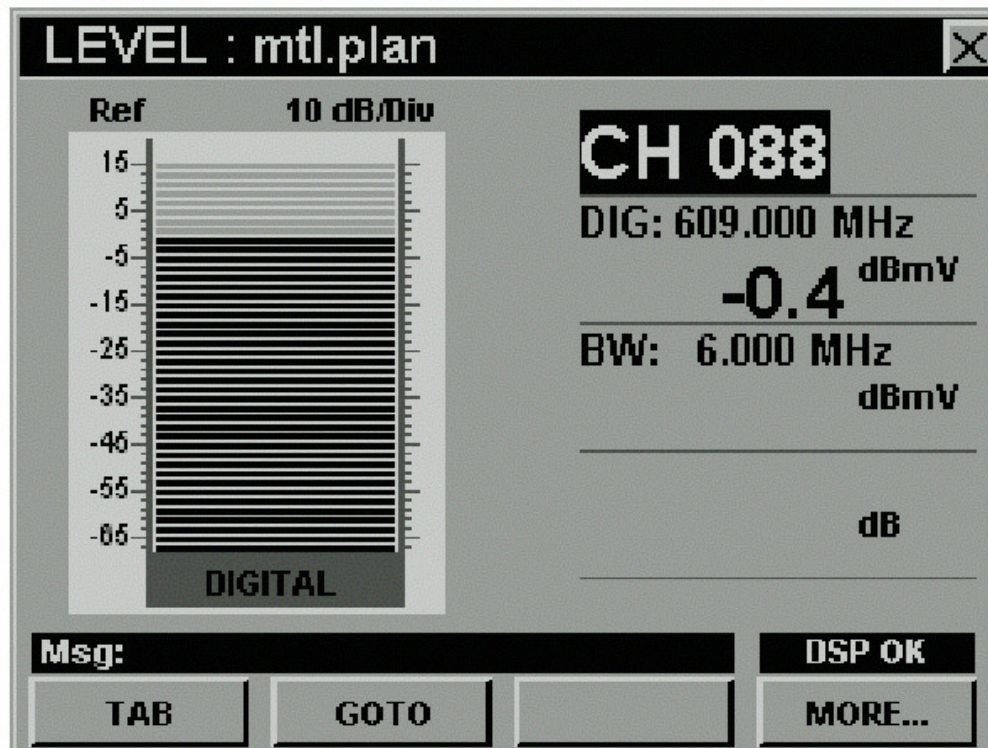 LEVEL : mtl.plan
Ref 10 dB/Div
15
5
-5
-15
-25
-35
-45
-55
-65
DIGITAL
CH 088
DIG: 609.000 MHz
-0.4 dBmV
BW: 6.000 MHz
dBmV
dB
Msg:
DSP OK
TAB
GOTO
MORE...